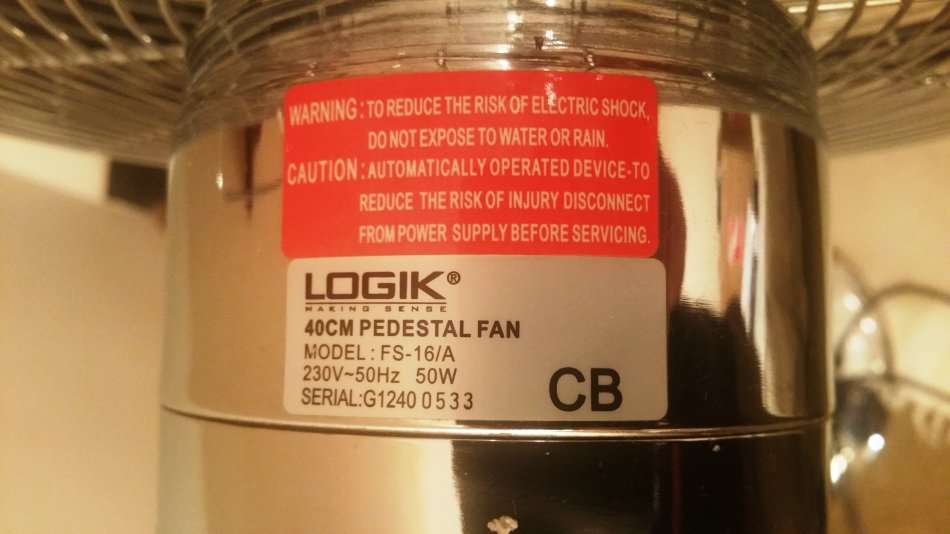 WARNING: TO REDUCE THE RISK OF ELECTRIC SHOCK,
DO NOT EXPOSE TO WATER OR RAIN.
CAUTION: AUTOMATICALLY OPERATED DEVICE-TO
REDUCE THE RISK OF INJURY DISCONNECT
FROM POWER SUPPLY BEFORE SERVICING.
LOGIK®
MAKING SENSE
40CM PEDESTAL FAN
MODEL: FS-16/A
230V~50Hz 50W
SERIAL:G1240 0533
CB